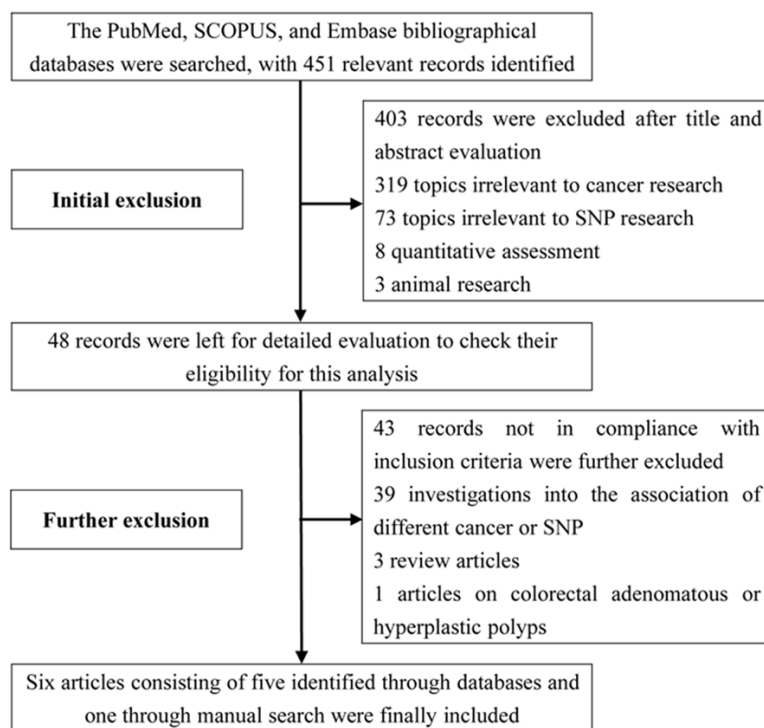 The PubMed, SCOPUS, and Embase bibliographical
databases were searched, with 451 relevant records identified
403 records were excluded after title and
abstract evaluation
319 topics irrelevant to cancer research
73 topics irrelevant to SNP research
8 quantitative assessment
3 animal research
Initial exclusion
48 records were left for detailed evaluation to check their
eligibility for this analysis
43 records not in compliance with
inclusion criteria were further excluded
39 investigations into the association of
different cancer or SNP
3 review articles
1 articles on colorectal adenomatous or
hyperplastic polyps
Further exclusion
Six articles consisting of five identified through databases and
one through manual search were finally included